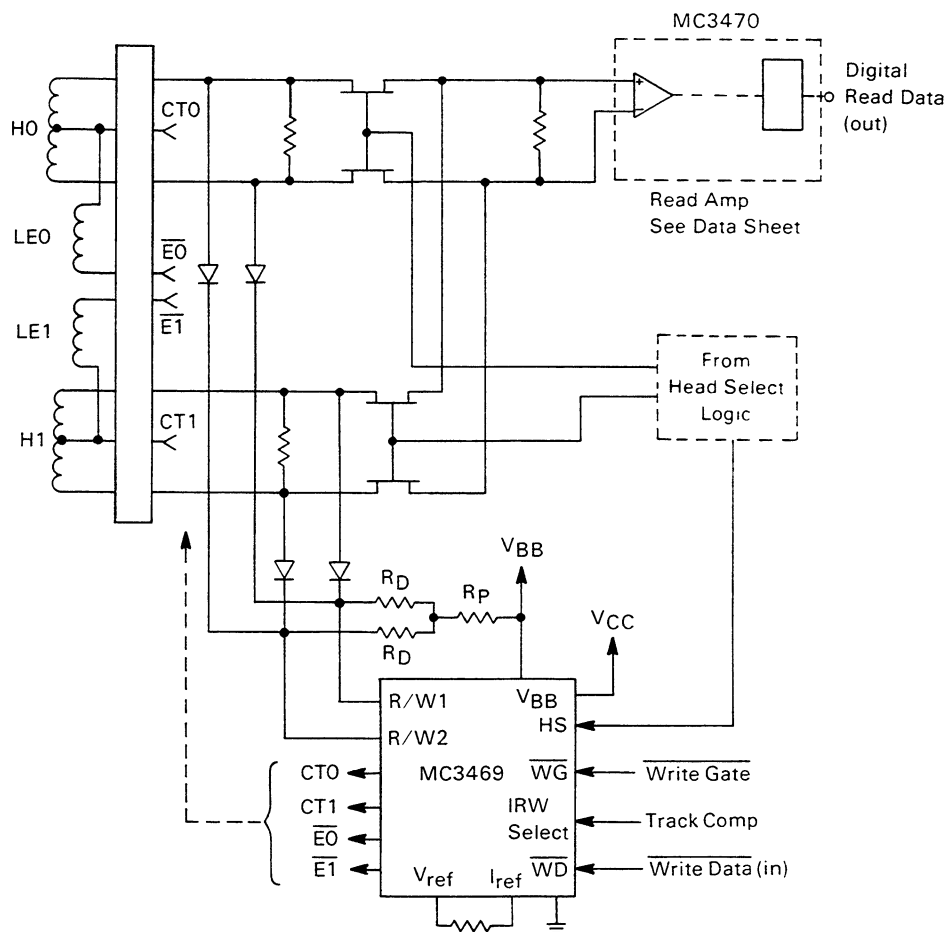 MC3470
Digital
Read Data
(out)
Read Amp
See Data Sheet
CT0
H0
LE0
E0
E1
LE1
CT1
H1
From
Head Select
Logic
VBB
RD
RP
VCC
RD
R/W1
VBB
HS
R/W2
CT0
MC3469
WG
Write Gate
CT1
IRW
Select
Track Comp
E0
E1
Vref
Iref
WD
Write Data (in)
+
−